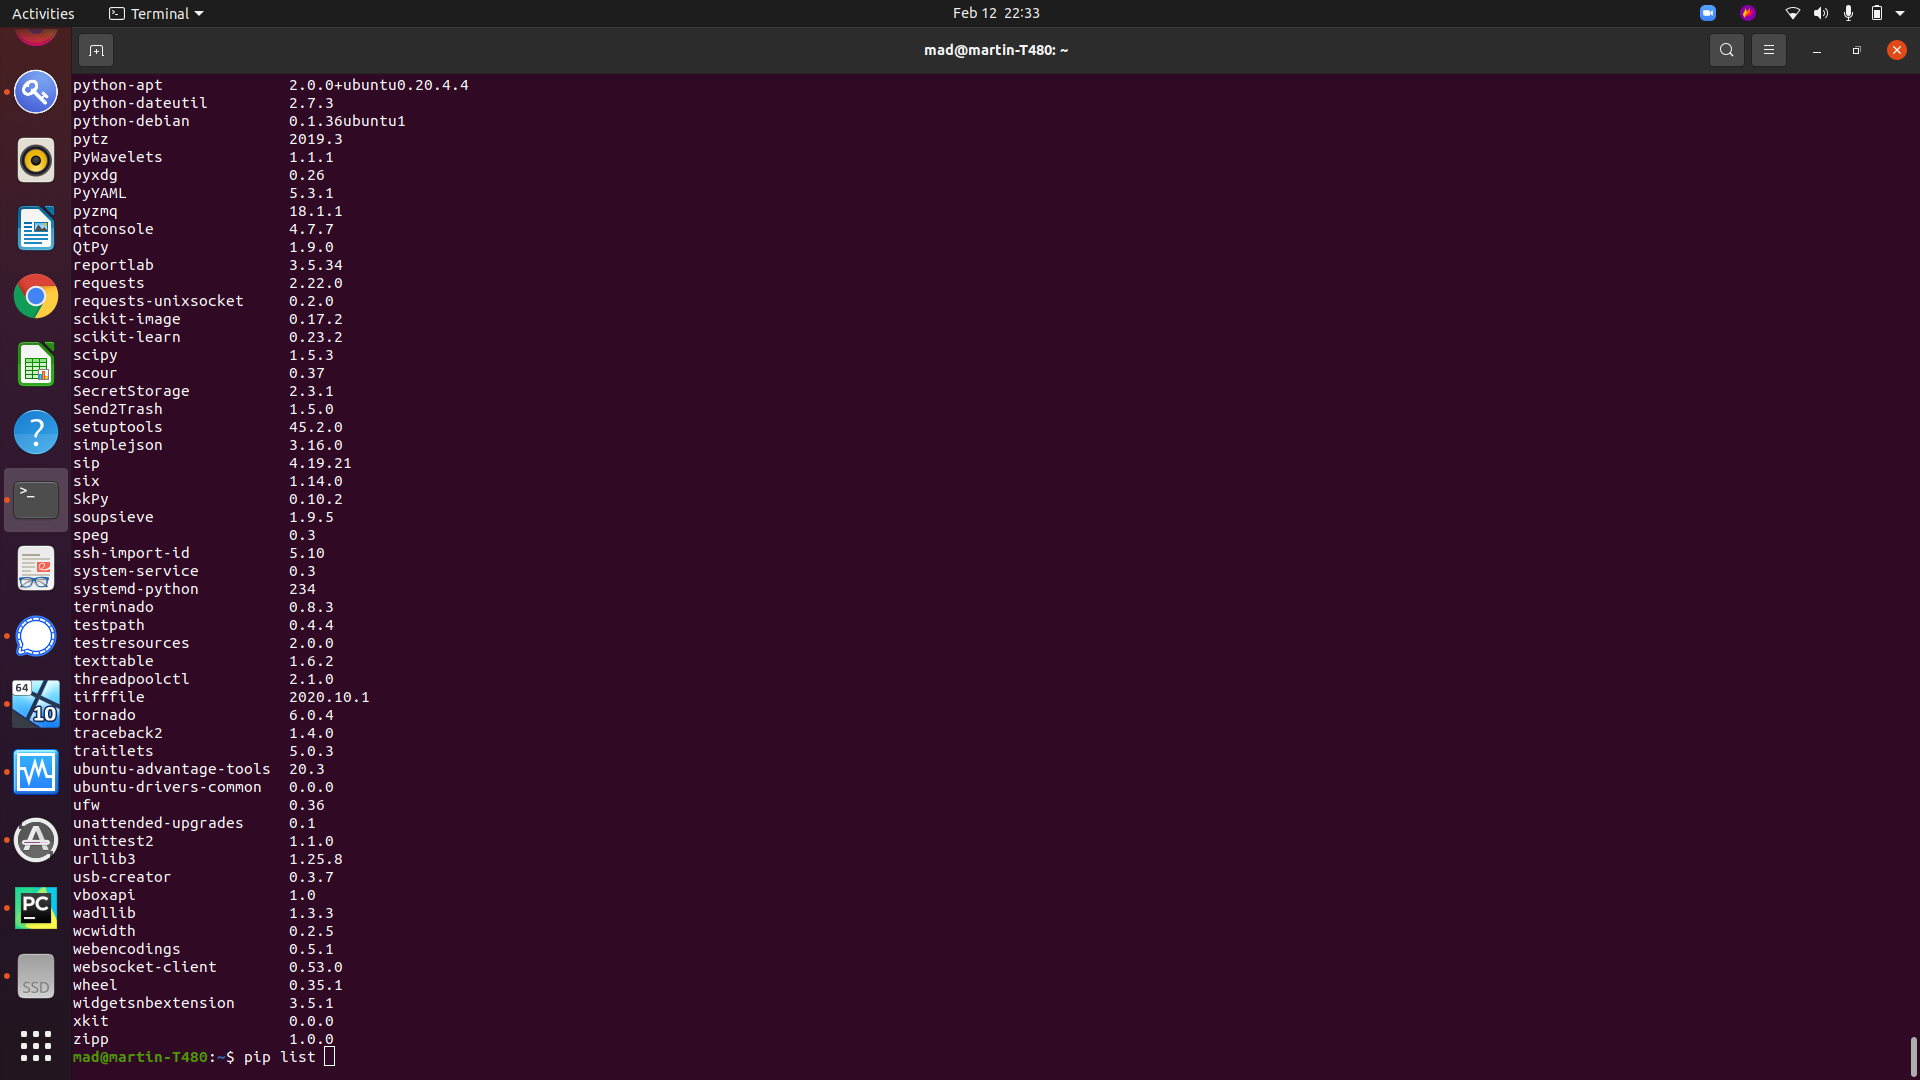 Activities Terminal Feb 12 22:33
mad@martin-T480: ~
python-apt 2.0.0+ubuntu0.20.4.4
python-dateutil 2.7.3
python-debian 0.1.36ubuntu1
pytz 2019.3
PyWavelets 1.1.1
pyxdg 0.26
PyYAML 5.3.1
pyzmq 18.1.1
qtconsole 4.7.7
QtPy 1.9.0
reportlab 3.5.34
requests 2.22.0
requests-unixsocket 0.2.0
scikit-image 0.17.2
scikit-learn 0.23.2
scipy 1.5.3
scour 0.37
SecretStorage 2.3.1
Send2Trash 1.5.0
setuptools 45.2.0
simplejson 3.16.0
sip 4.19.21
six 1.14.0
SkPy 0.10.2
soupsieve 1.9.5
speg 0.3
ssh-import-id 5.10
system-service 0.3
systemd-python 234
terminado 0.8.3
testpath 0.4.4
testresources 2.0.0
texttable 1.6.2
threadpoolctl 2.1.0
tifffile 2020.10.1
tornado 6.0.4
traceback2 1.4.0
traitlets 5.0.3
ubuntu-advantage-tools 20.3
ubuntu-drivers-common 0.0.0
ufw 0.36
unattended-upgrades 0.1
unittest2 1.1.0
urllib3 1.25.8
usb-creator 0.3.7
vboxapi 1.0
wadllib 1.3.3
wcwidth 0.2.5
webencodings 0.5.1
websocket-client 0.53.0
wheel 0.35.1
widgetsnbextension 3.5.1
xkit 0.0.0
zipp 1.0.0
mad@martin-T480:~$ pip list
?
>_
64
10
A
PC
SSD